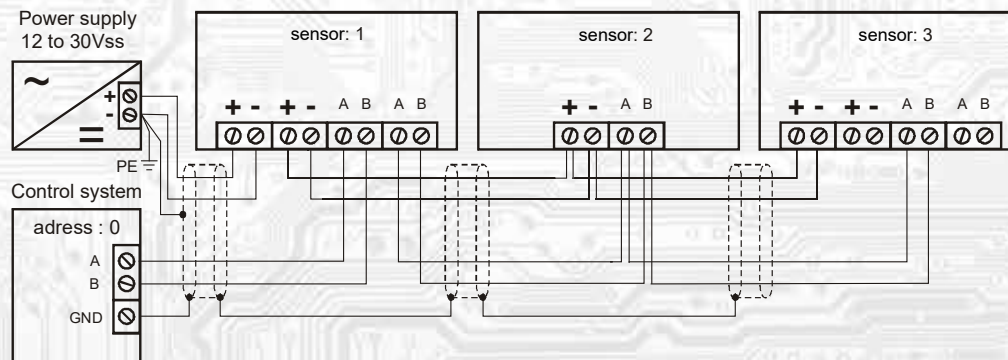 Power supply
12 to 30Vss
~
+
-
=
PE
Control system
adress : 0
A
B
GND
sensor: 1
+ - + - A B A B
sensor: 2
+ - A B
sensor: 3
+ - + - A B A B